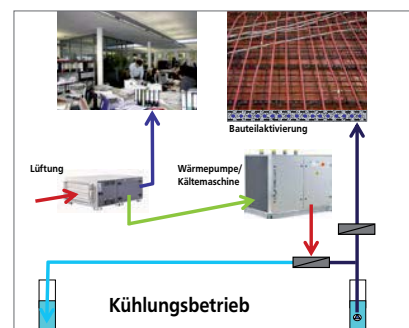 Bauteilaktivierung
Lüftung
Wärmepumpe/
Kältemaschine
Kühlungsbetrieb